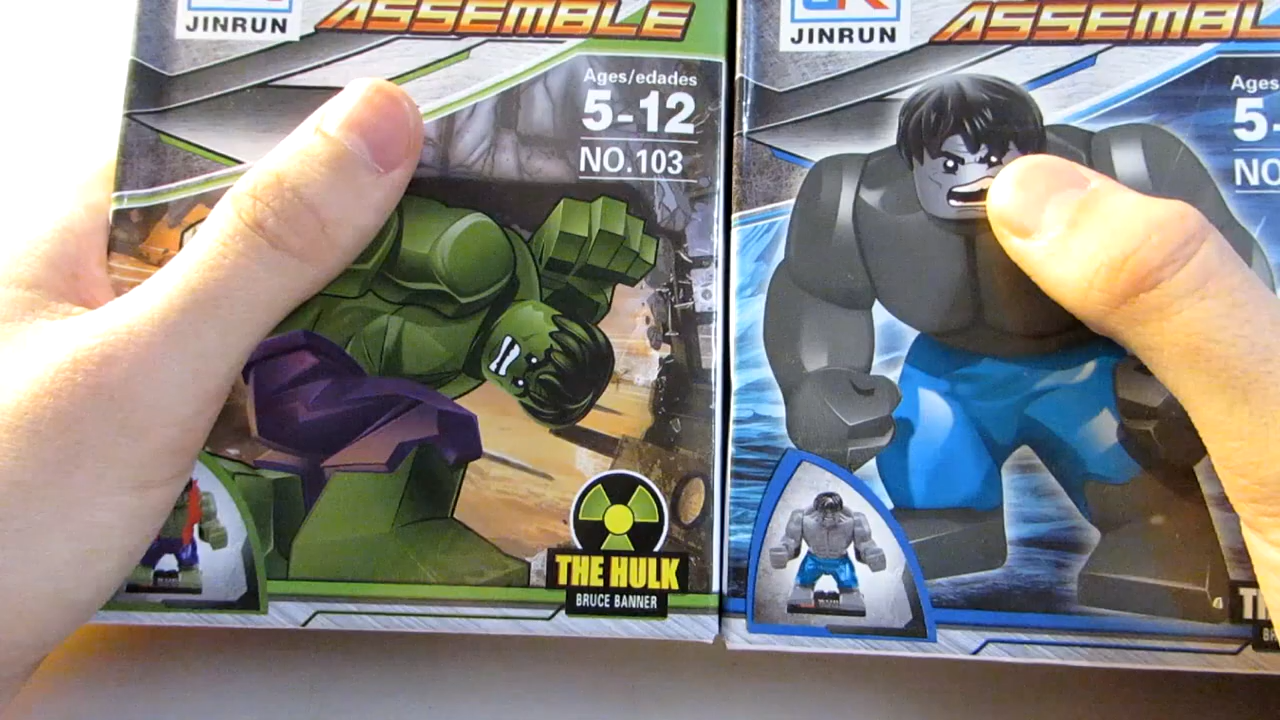 JINRUN
ASSEMBLE
Ages/edades
5-12
NO.103
THE HULK
BRUCE BANNER
JINRUN
ASSEMBL
Ages
5-
NO